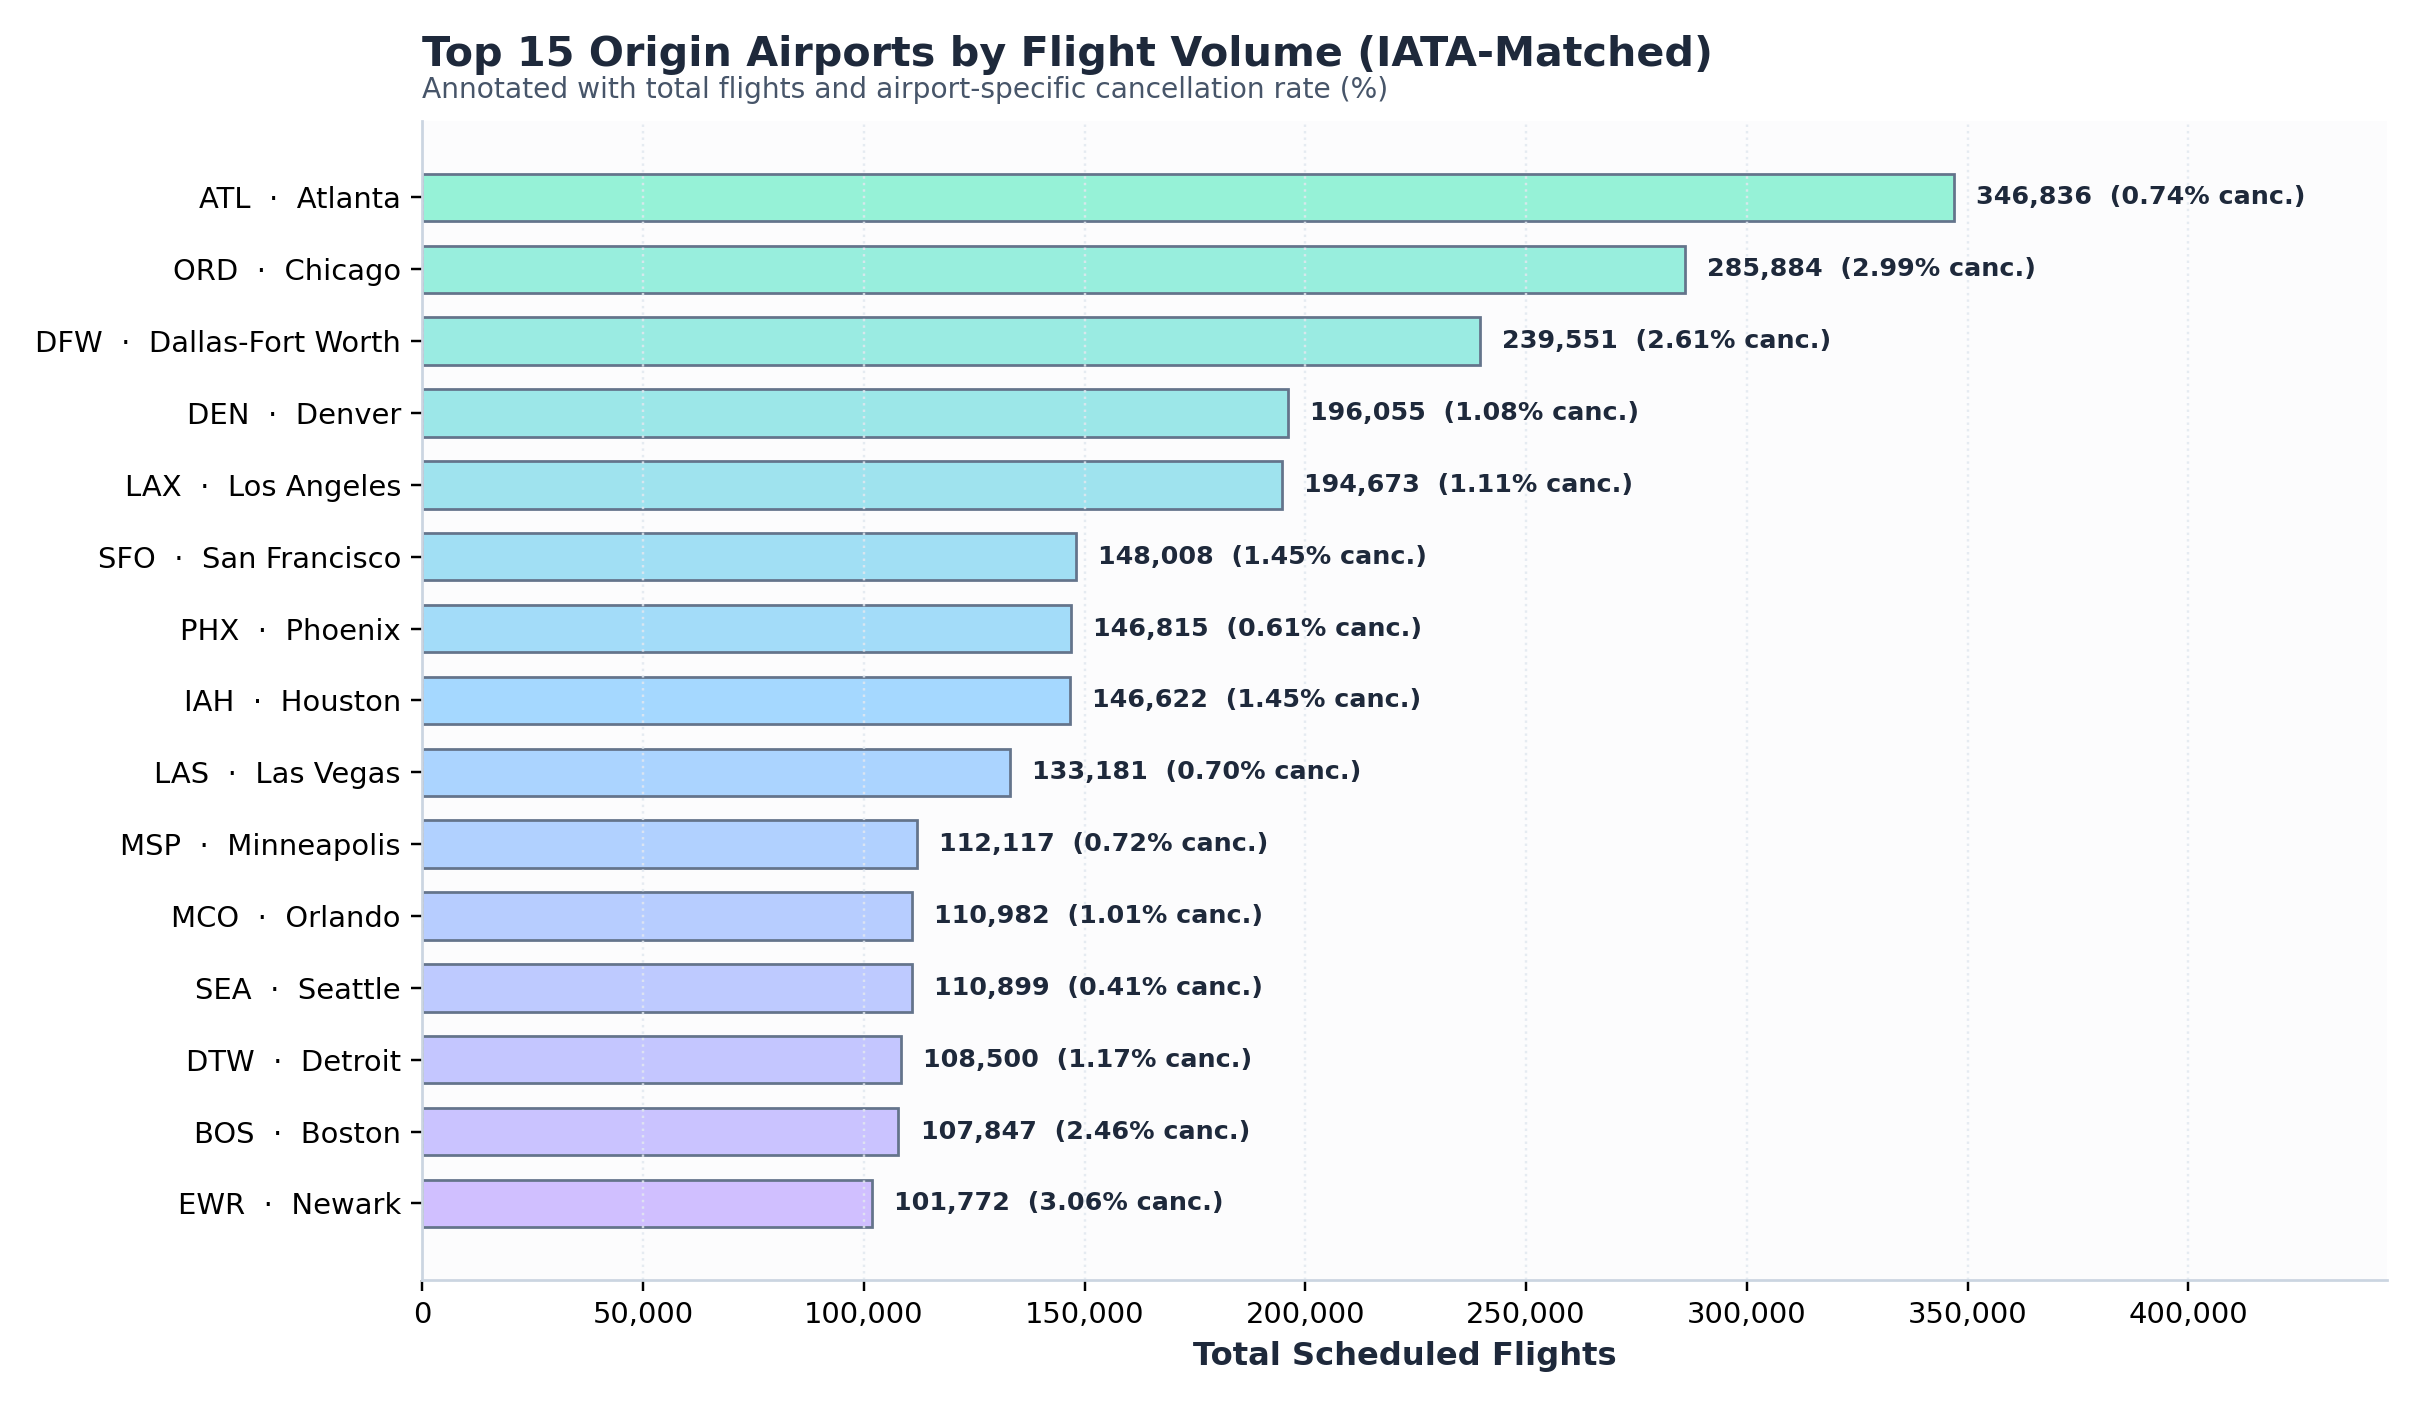 Top 15 Origin Airports by Flight Volume (IATA-Matched)
Annotated with total flights and airport-specific cancellation rate (%)
ATL · Atlanta 346,836 (0.74% canc.)
ORD · Chicago 285,884 (2.99% canc.)
DFW · Dallas-Fort Worth 239,551 (2.61% canc.)
DEN · Denver 196,055 (1.08% canc.)
LAX · Los Angeles 194,673 (1.11% canc.)
SFO · San Francisco 148,008 (1.45% canc.)
PHX · Phoenix 146,815 (0.61% canc.)
IAH · Houston 146,622 (1.45% canc.)
LAS · Las Vegas 133,181 (0.70% canc.)
MSP · Minneapolis 112,117 (0.72% canc.)
MCO · Orlando 110,982 (1.01% canc.)
SEA · Seattle 110,899 (0.41% canc.)
DTW · Detroit 108,500 (1.17% canc.)
BOS · Boston 107,847 (2.46% canc.)
EWR · Newark 101,772 (3.06% canc.)
0 50,000 100,000 150,000 200,000 250,000 300,000 350,000 400,000
Total Scheduled Flights